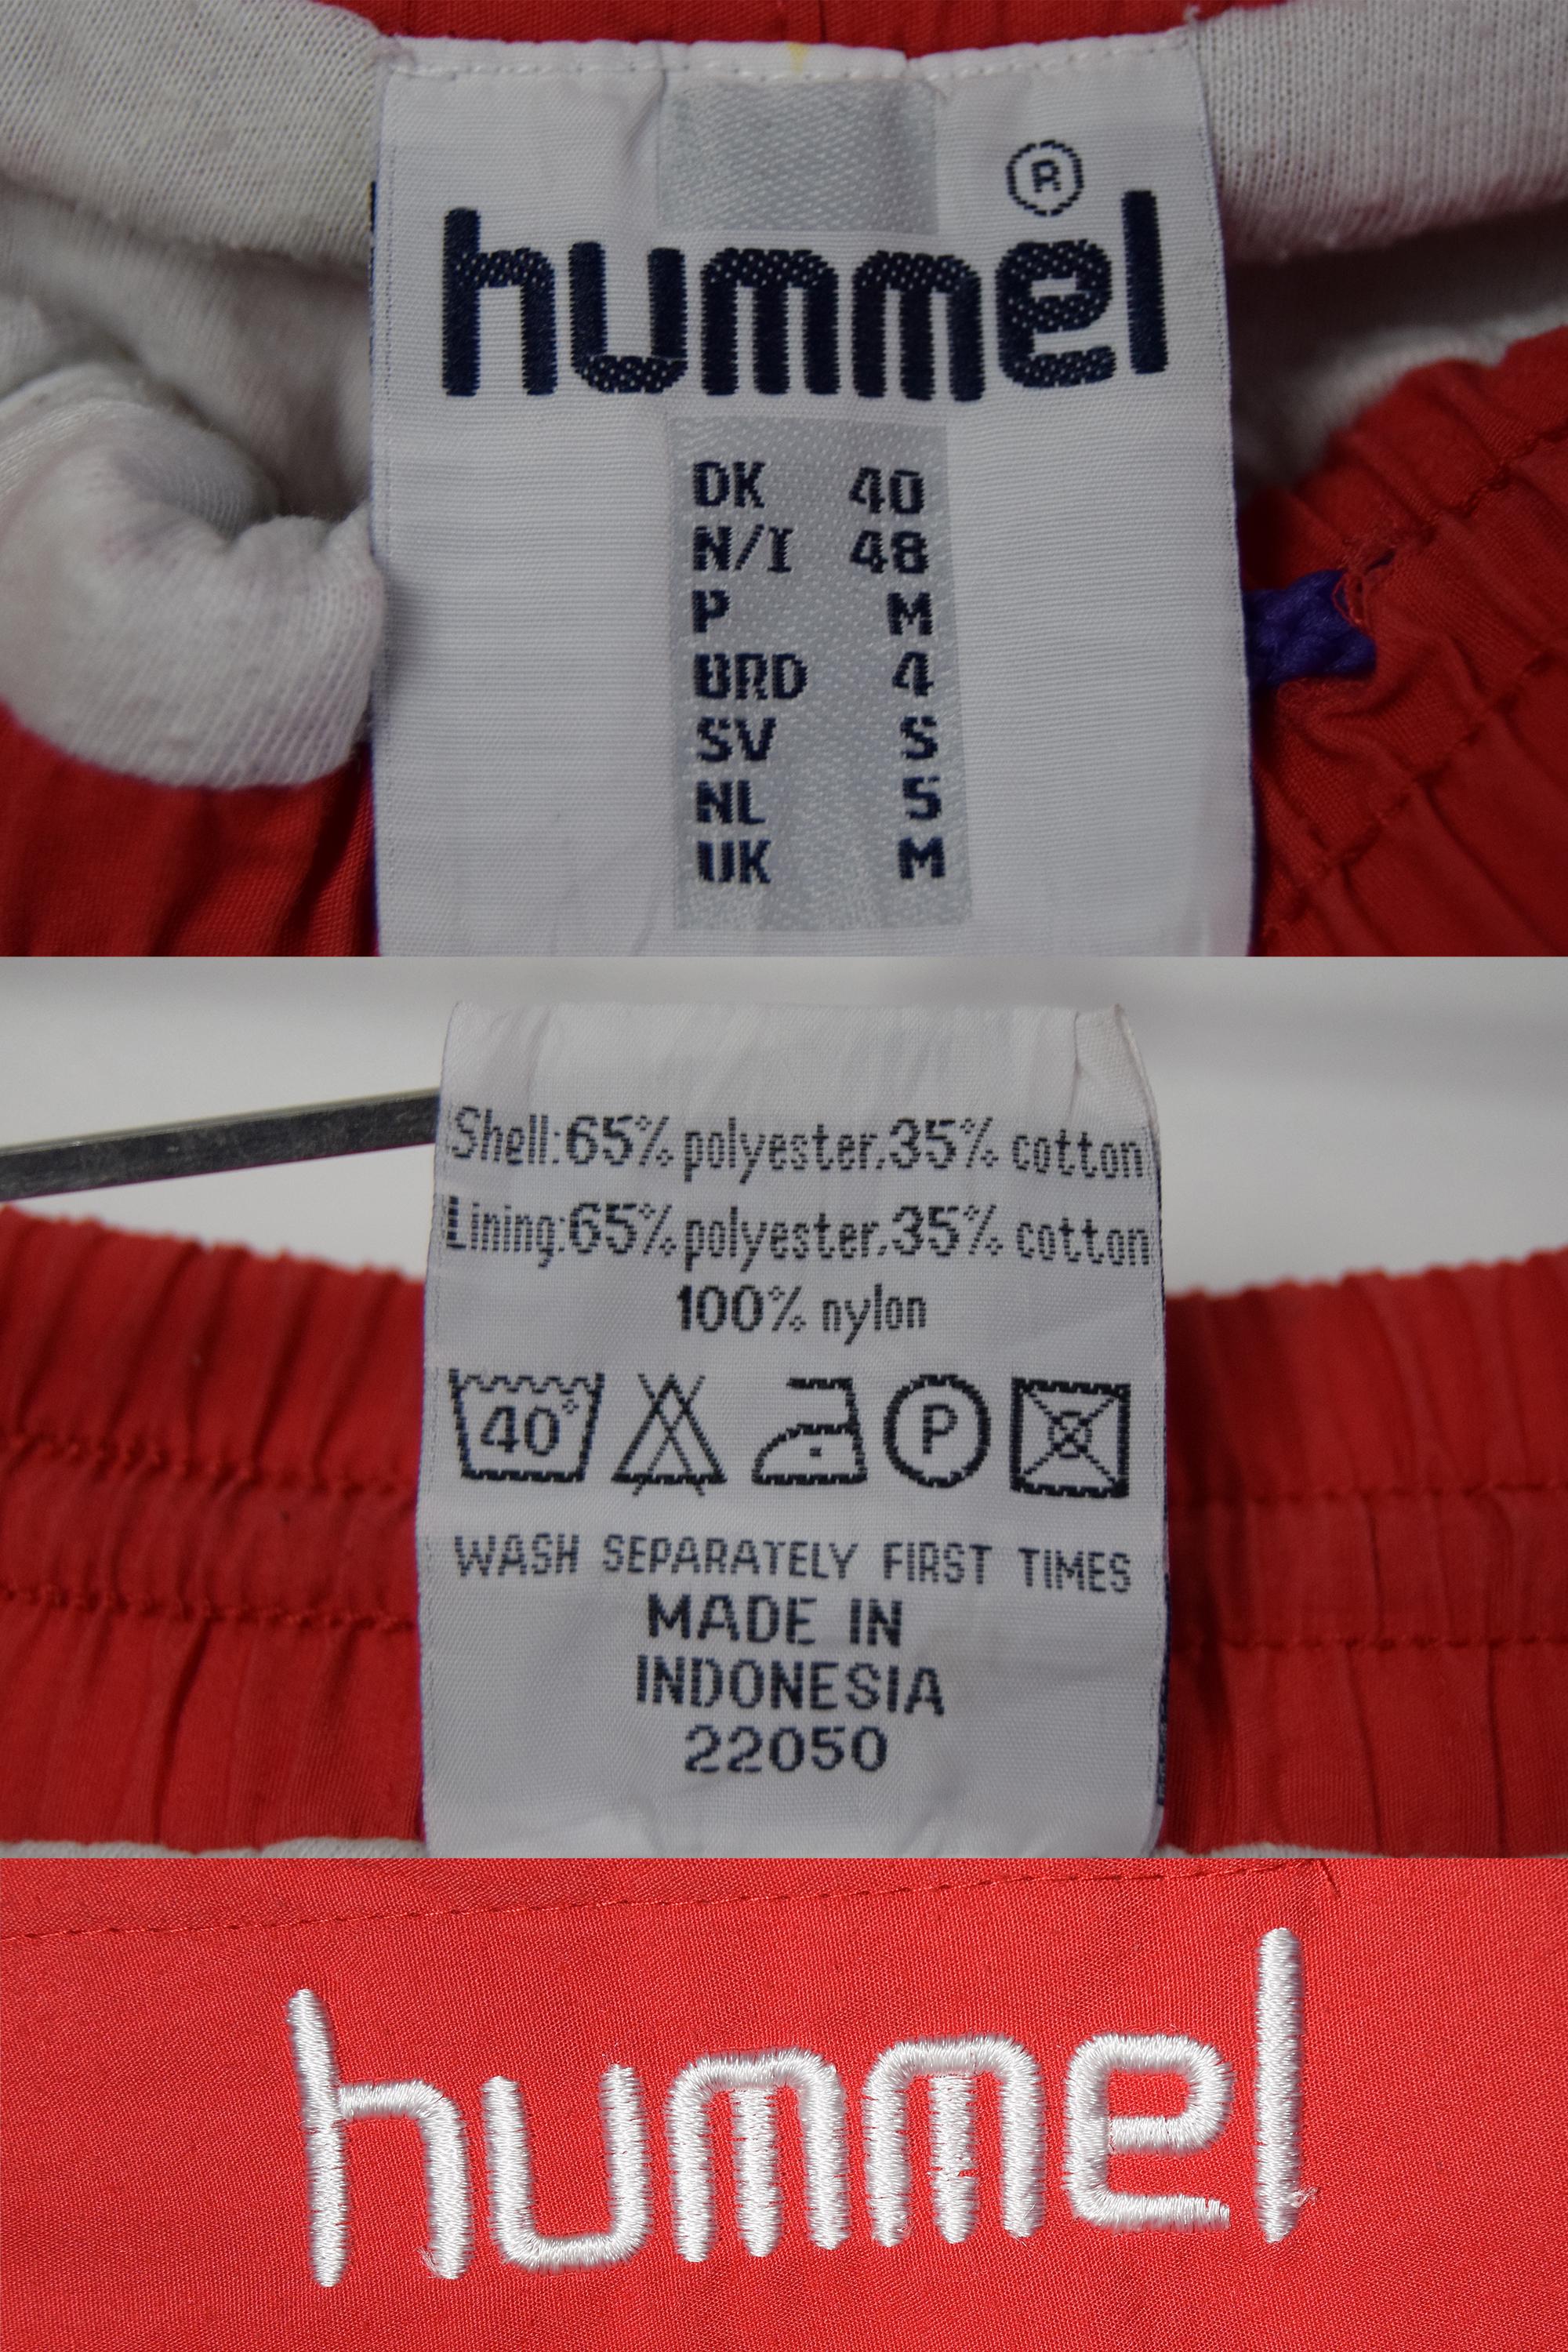 ®
hummel
DK 40
N/I 48
P M
BRD 4
SV S
NL 5
UK M
Shell:65% polyester,35% cotton
Lining:65% polyester,35% cotton
100% nylon
40° P
WASH SEPARATELY FIRST TIMES
MADE IN
INDONESIA
22050
hummel